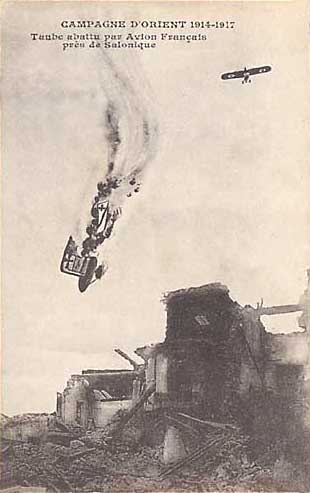 CAMPAGNE D'ORIENT 1914-1917
Taube abattu par Avion Français
près de Salonique